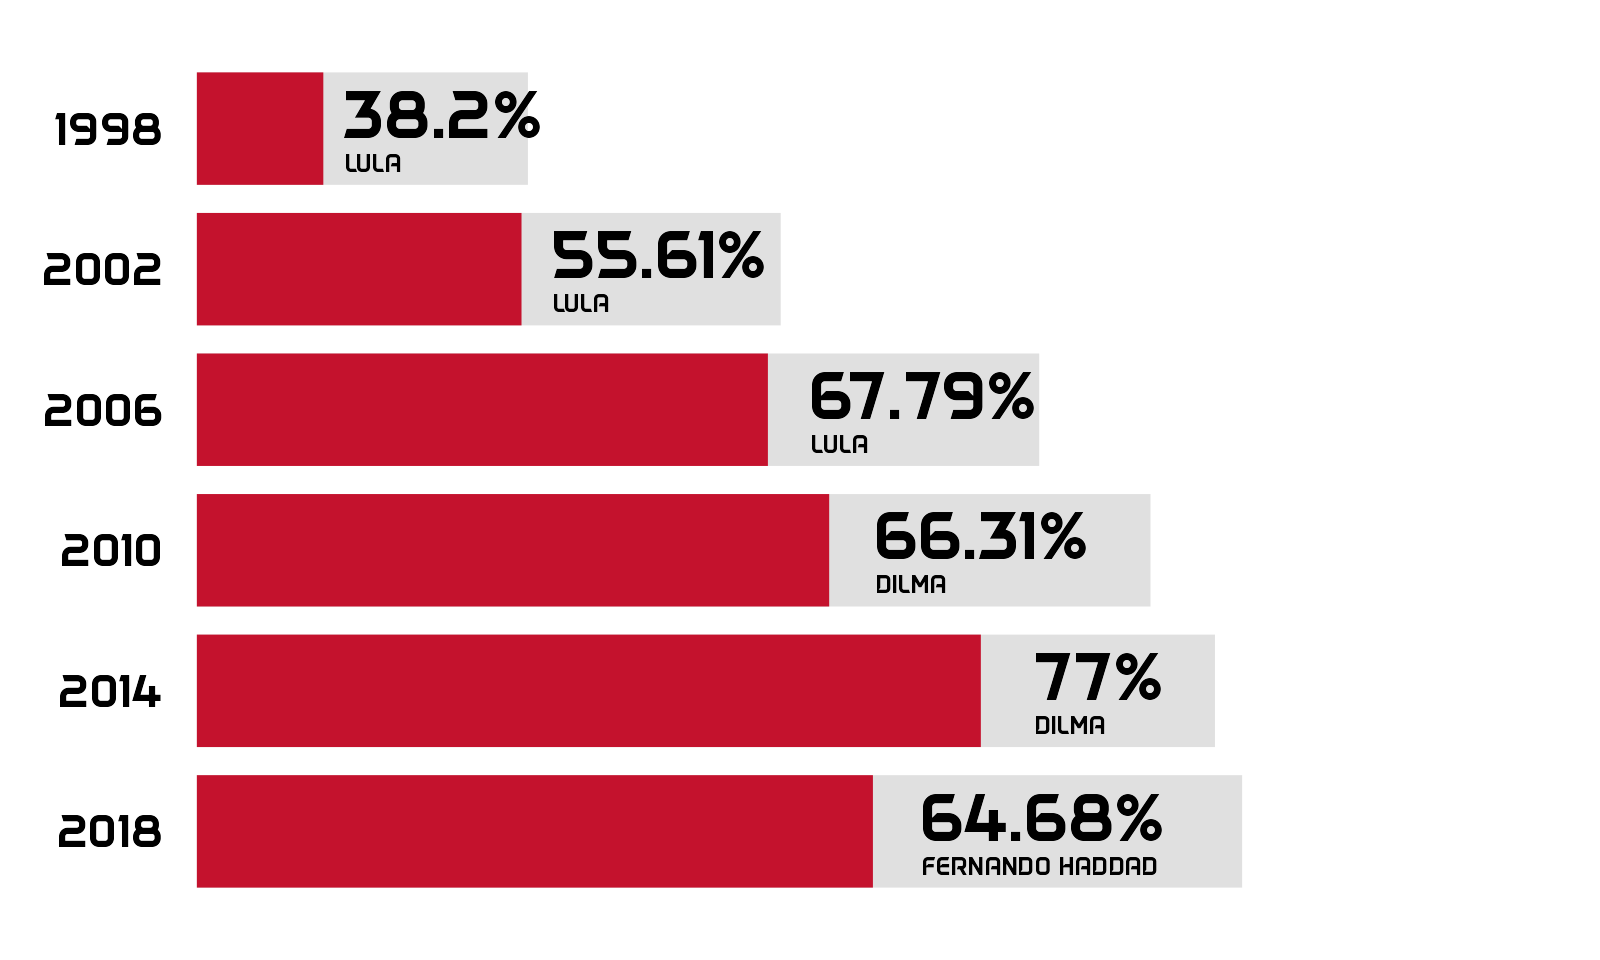 1998
38.2%
LULA
2002
55.61%
LULA
2006
67.79%
LULA
2010
66.31%
DILMA
2014
77%
DILMA
2018
64.68%
FERNANDO HADDAD